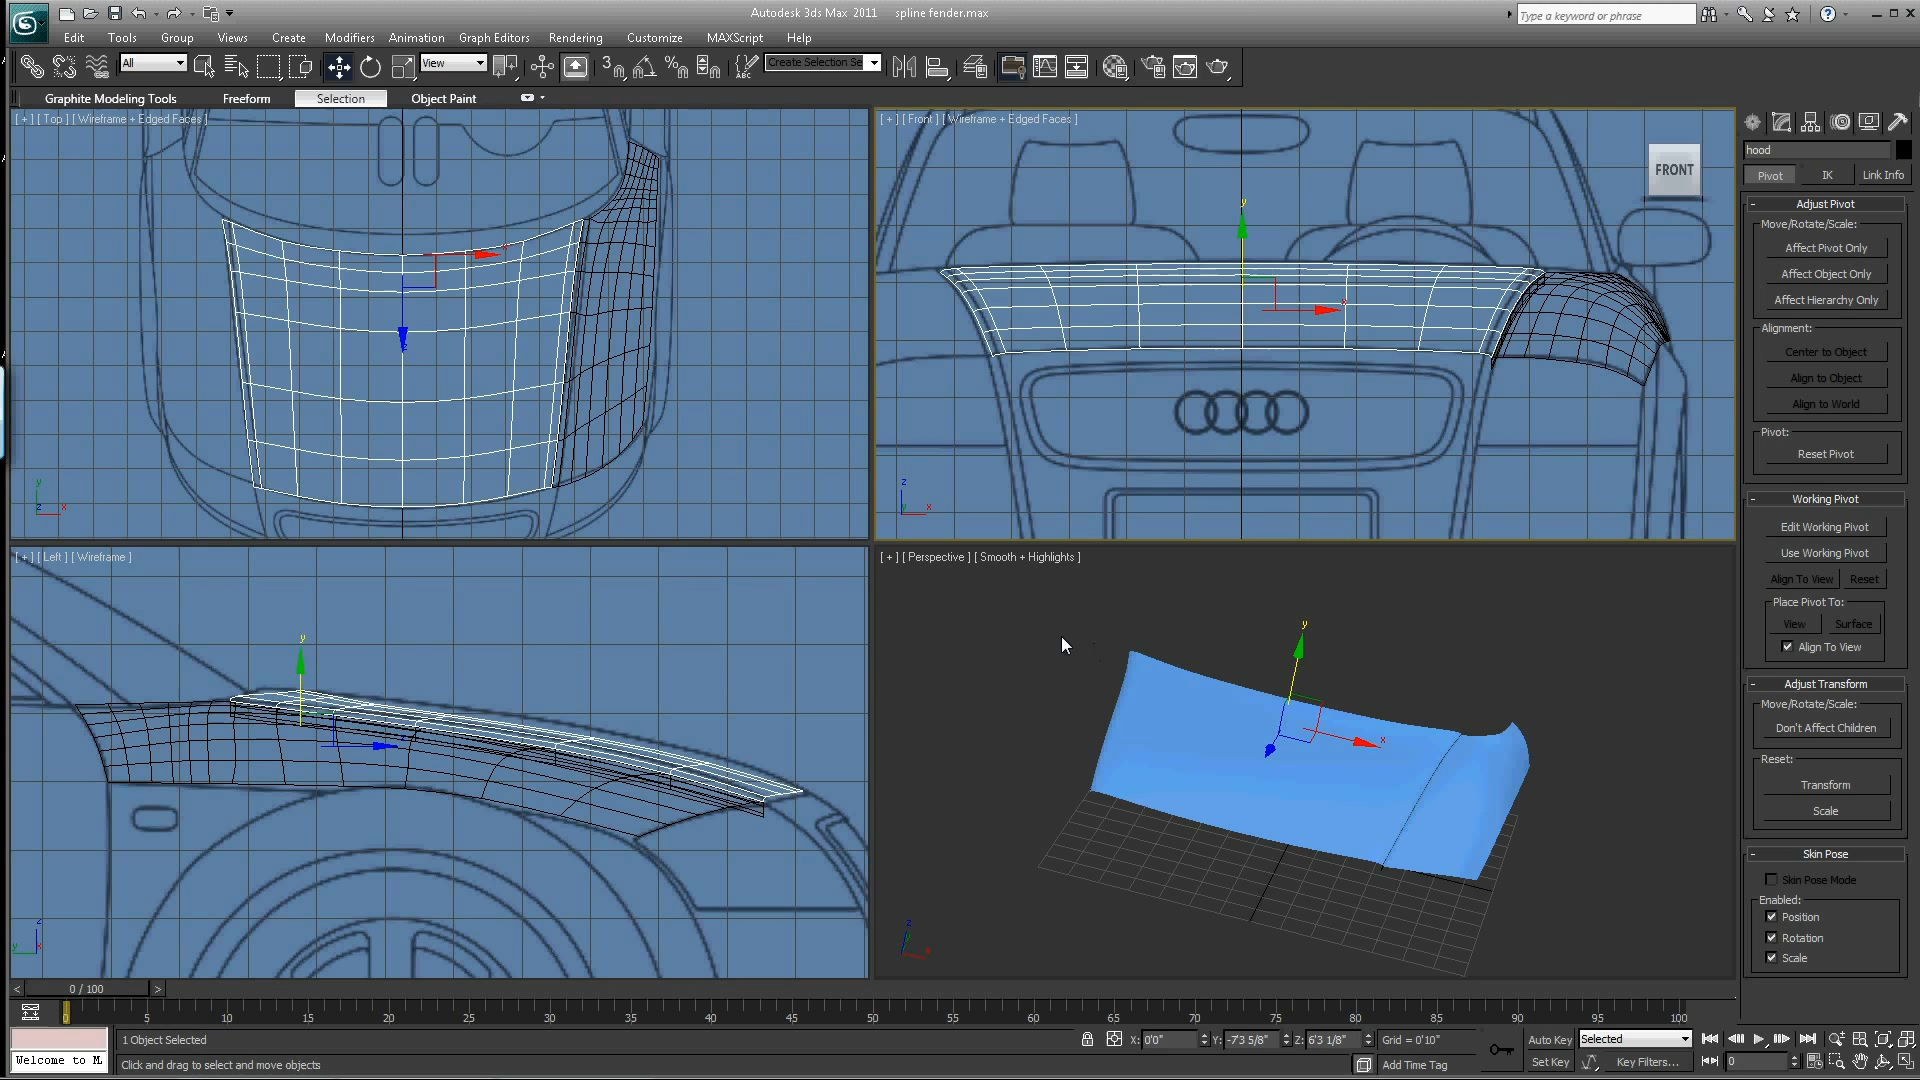 Autodesk 3ds Max  2011    spline fender.max
Type a keyword or phrase
Edit Tools Group Views Create Modifiers Animation Graph Editors Rendering Customize MAXScript Help
All View 3 Create Selection Se
Graphite Modeling Tools Freeform Selection Object Paint
[ + ] [ Top ] [ Wireframe + Edged Faces ]
[ + ] [ Front ] [ Wireframe + Edged Faces ]
FRONT
[ + ] [ Left ] [ Wireframe ]
[ + ] [ Perspective ] [ Smooth + Highlights ]
hood
Pivot IK Link Info
Adjust Pivot
Move/Rotate/Scale:
Affect Pivot Only
Affect Object Only
Affect Hierarchy Only
Alignment:
Center to Object
Align to Object
Align to World
Pivot:
Reset Pivot
Working Pivot
Edit Working Pivot
Use Working Pivot
Align To View Reset
Place Pivot To:
View Surface
Align To View
Adjust Transform
Move/Rotate/Scale:
Don't Affect Children
Reset:
Transform
Scale
Skin Pose
Skin Pose Mode
Enabled:
Position
Rotation
Scale
< 0 / 100 >
0 5 10 15 20 25 30 35 40 45 50 55 60 65 70 75 80 85 90 95 100
1 Object Selected
X: 0'0" Y: -7'3 5/8" Z: 6'3 1/8" Grid = 0'10"
Auto Key Selected
Welcome to M
Click and drag to select and move objects
Add Time Tag
Set Key Key Filters... 0